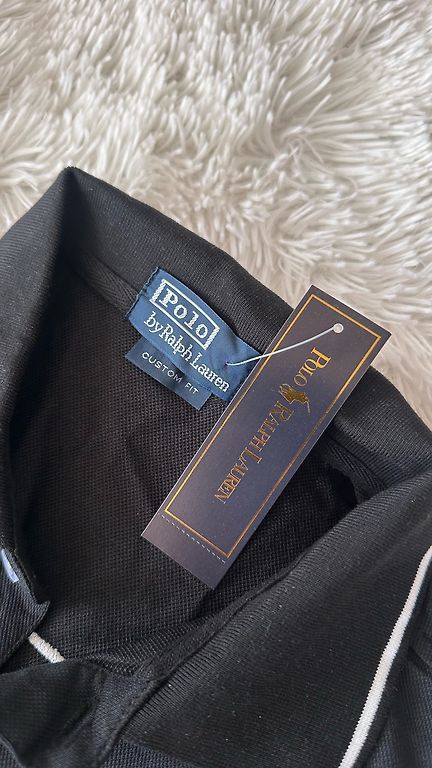 Polo
by Ralph Lauren
CUSTOM FIT
POLO RALPH LAUREN